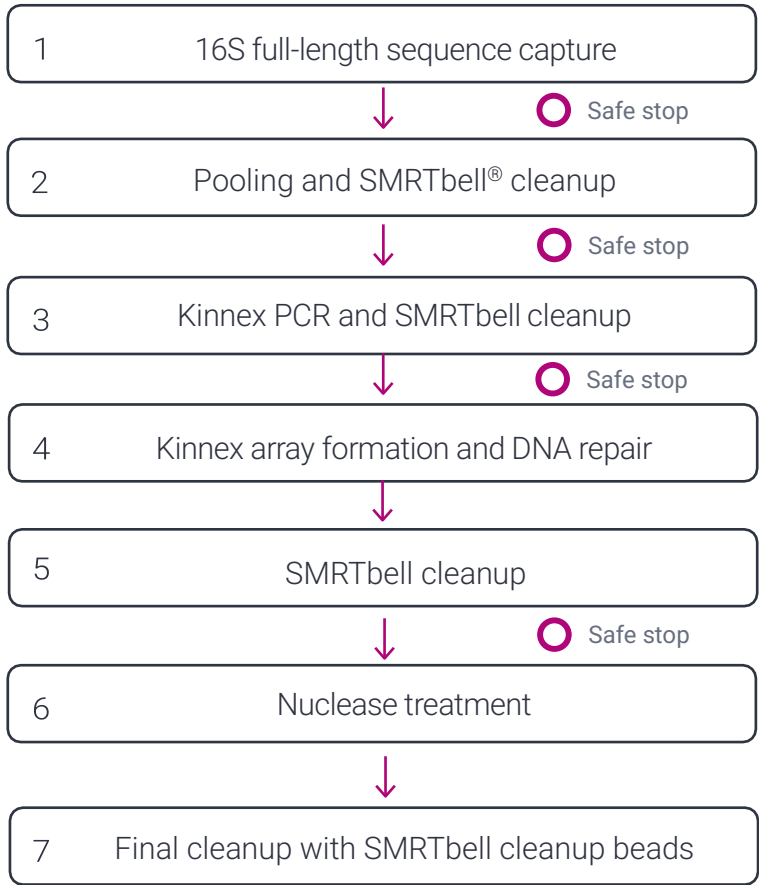 1 16S full-length sequence capture
Safe stop
2 Pooling and SMRTbell® cleanup
Safe stop
3 Kinnex PCR and SMRTbell cleanup
Safe stop
4 Kinnex array formation and DNA repair
5 SMRTbell cleanup
Safe stop
6 Nuclease treatment
7 Final cleanup with SMRTbell cleanup beads